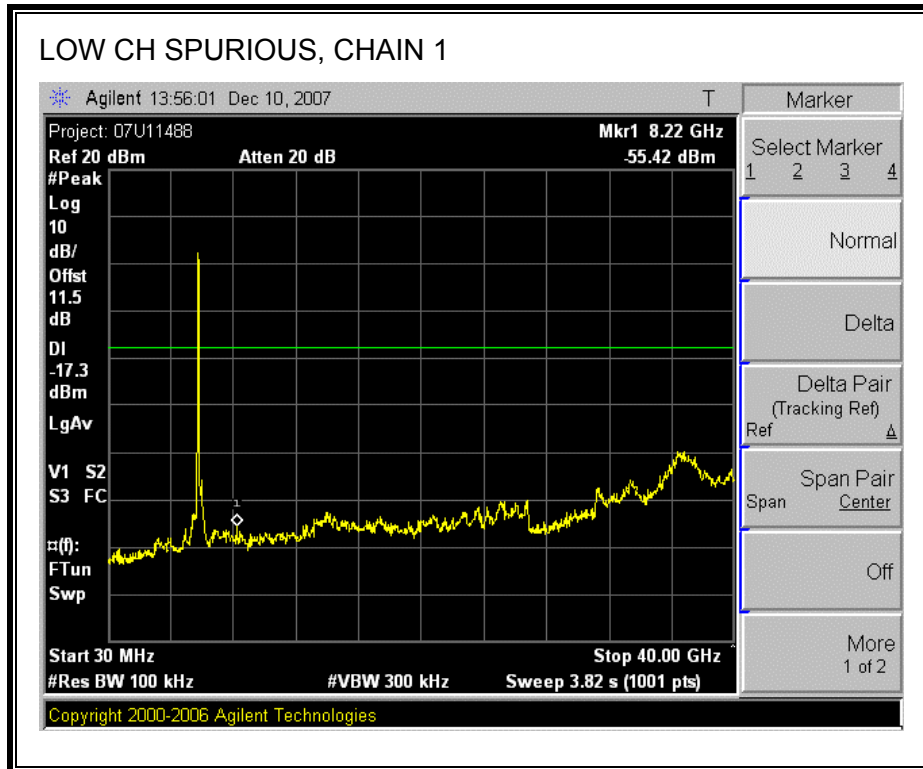 LOW CH SPURIOUS, CHAIN 1
Agilent 13:56:01 Dec 10, 2007 T
Project: 07U11488 Mkr1 8.22 GHz
Ref 20 dBm Atten 20 dB -55.42 dBm
#Peak
Log
10
dB/
Offst
11.5
dB
DI
-17.3
dBm
LgAv
V1 S2
S3 FC
¤(f):
FTun
Swp
1
Start 30 MHz Stop 40.00 GHz ^
#Res BW 100 kHz #VBW 300 kHz Sweep 3.82 s (1001 pts)
Copyright 2000-2006 Agilent Technologies
Marker
Select Marker
1 2 3 4
Normal
Delta
Delta Pair
(Tracking Ref)
Ref Δ
Span Pair
Span Center
Off
More
1 of 2